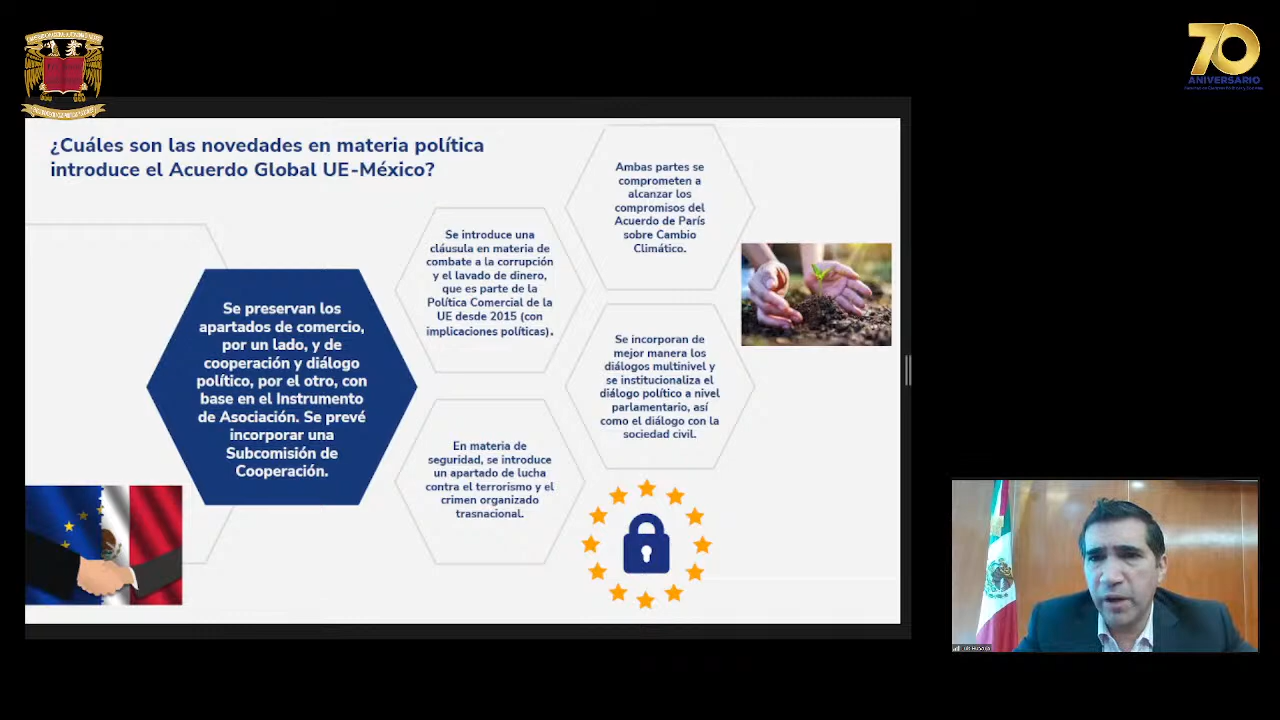 70
ANIVERSARIO
¿Cuáles son las novedades en materia política
introduce el Acuerdo Global UE-México?
Se preservan los
apartados de comercio,
por un lado, y de
cooperación y diálogo
político, por el otro, con
base en el Instrumento
de Asociación. Se prevé
incorporar una
Subcomisión de
Cooperación.
Se introduce una
cláusula en materia de
combate a la corrupción
y el lavado de dinero,
que es parte de la
Política Comercial de la
UE desde 2015 (con
implicaciones políticas).
En materia de
seguridad, se introduce
un apartado de lucha
contra el terrorismo y el
crimen organizado
trasnacional.
Ambas partes se
comprometen a
alcanzar los
compromisos del
Acuerdo de París
sobre Cambio
Climático.
Se incorporan de
mejor manera los
diálogos multinivel y
se institucionaliza el
diálogo político a nivel
parlamentario, así
como el diálogo con la
sociedad civil.